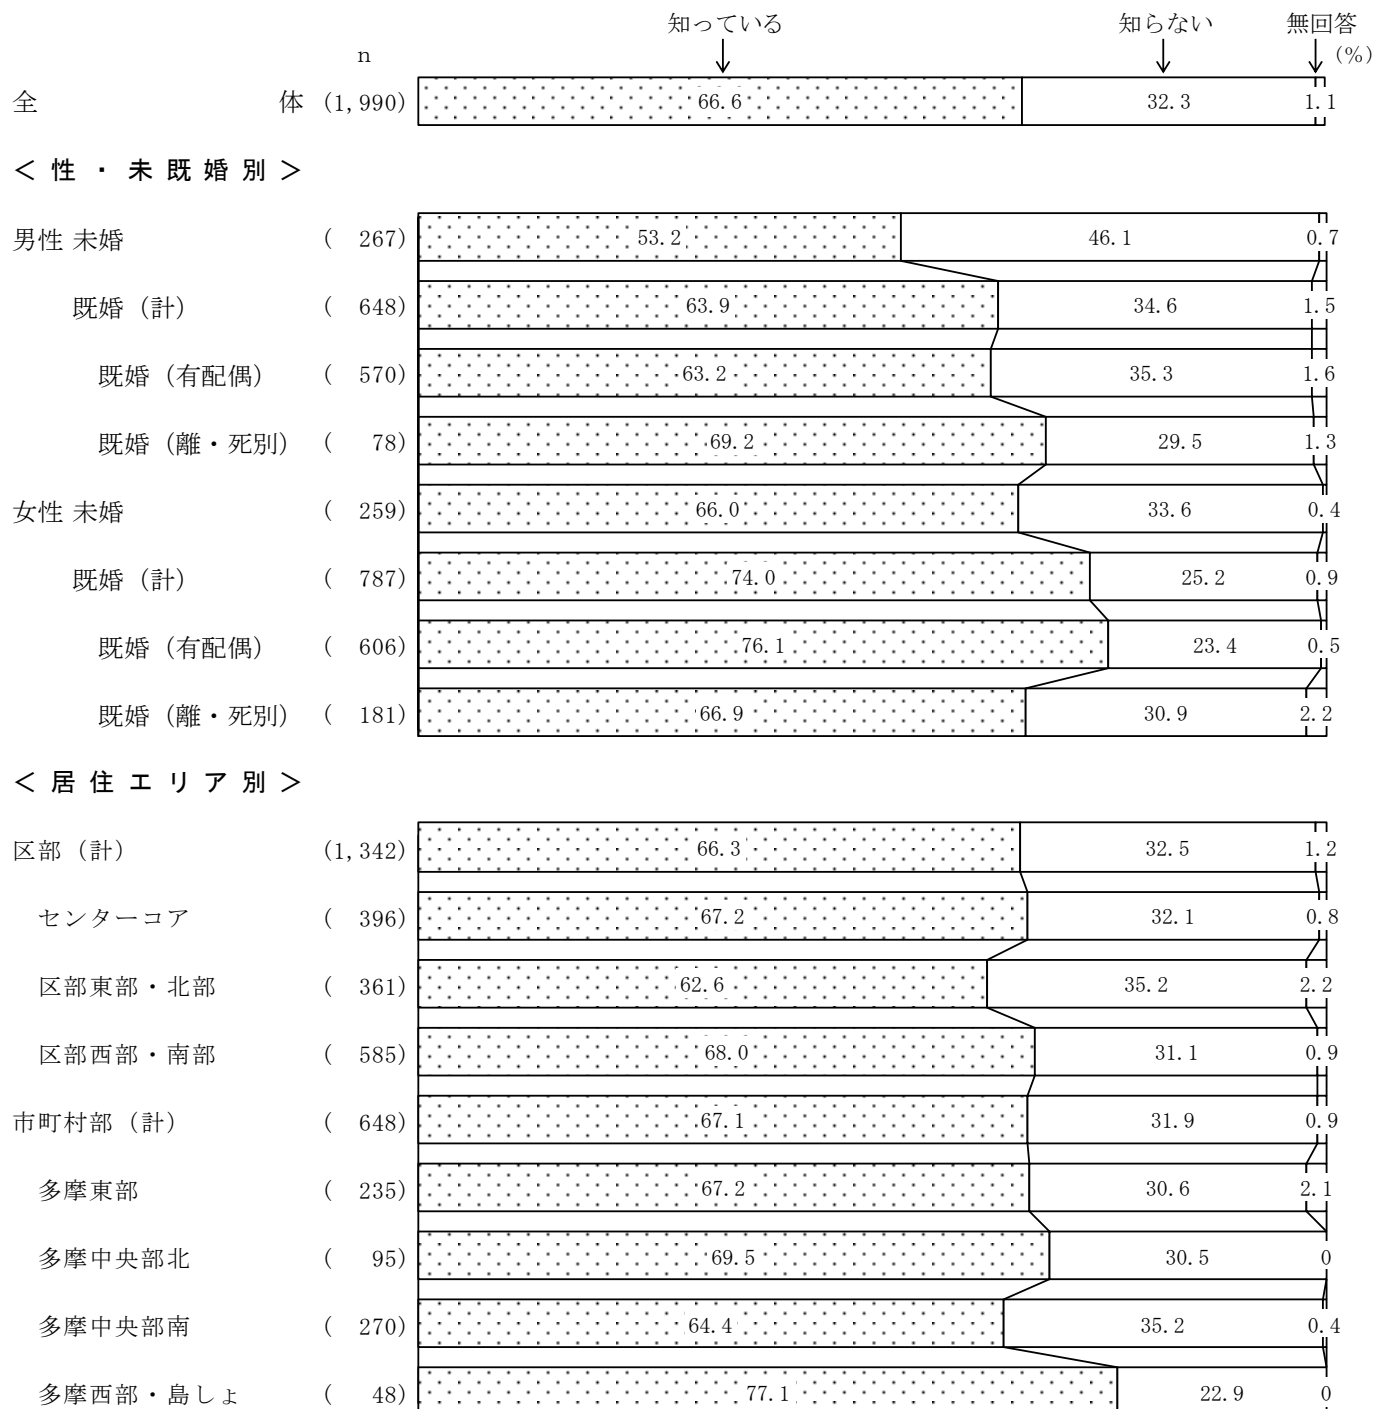 知っている 知らない 無回答
n (%)
全体 (1,990) 66.6 32.3 1.1
＜性・未既婚別＞
男性 未婚 ( 267) 53.2 46.1 0.7
既婚（計） ( 648) 63.9 34.6 1.5
既婚（有配偶） ( 570) 63.2 35.3 1.6
既婚（離・死別） ( 78) 69.2 29.5 1.3
女性 未婚 ( 259) 66.0 33.6 0.4
既婚（計） ( 787) 74.0 25.2 0.9
既婚（有配偶） ( 606) 76.1 23.4 0.5
既婚（離・死別） ( 181) 66.9 30.9 2.2
＜居住エリア別＞
区部（計） (1,342) 66.3 32.5 1.2
センターコア ( 396) 67.2 32.1 0.8
区部東部・北部 ( 361) 62.6 35.2 2.2
区部西部・南部 ( 585) 68.0 31.1 0.9
市町村部（計） ( 648) 67.1 31.9 0.9
多摩東部 ( 235) 67.2 30.6 2.1
多摩中央部北 ( 95) 69.5 30.5 0
多摩中央部南 ( 270) 64.4 35.2 0.4
多摩西部・島しょ ( 48) 77.1 22.9 0